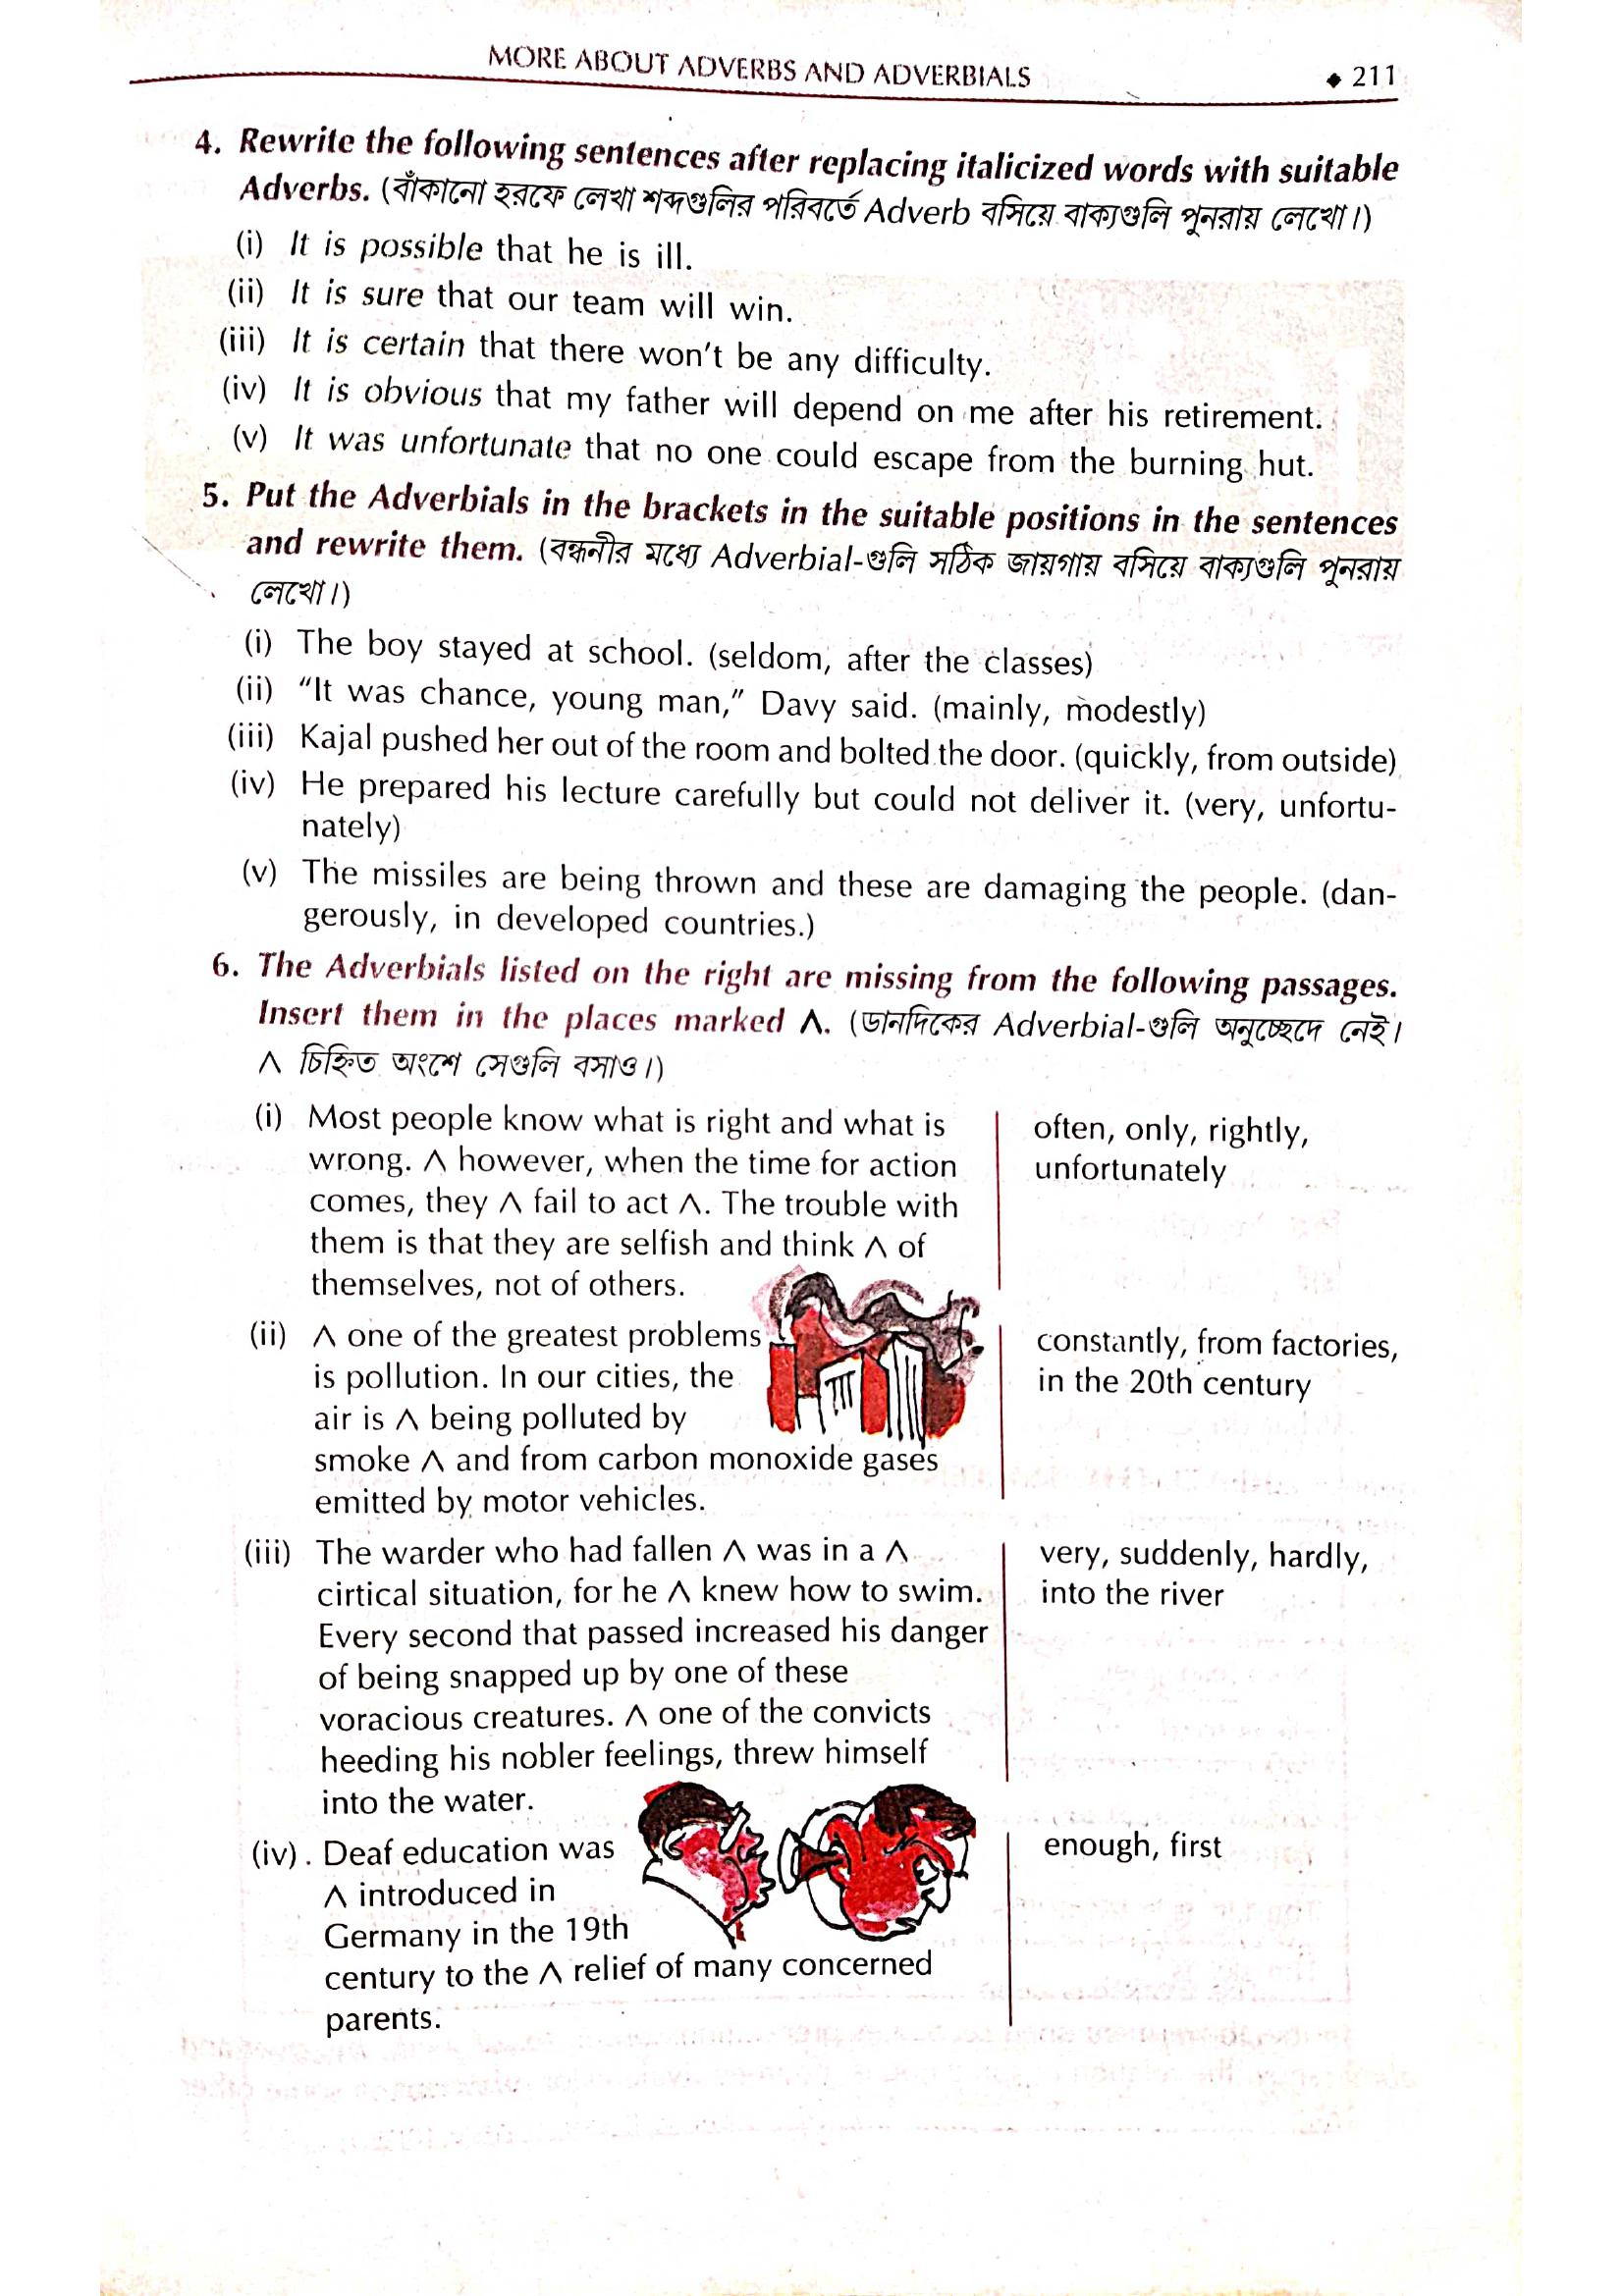 MORE ABOUT ADVERBS AND ADVERBIALS ◆ 211
4. Rewrite the following sentences after replacing italicized words with suitable
Adverbs. (বাঁকানো হরফে লেখা শব্দগুলির পরিবর্তে Adverb বসিয়ে বাক্যগুলি পুনরায় লেখো।)
(i) It is possible that he is ill.
(ii) It is sure that our team will win.
(iii) It is certain that there won't be any difficulty.
(iv) It is obvious that my father will depend on me after his retirement.
(v) It was unfortunate that no one could escape from the burning hut.
5. Put the Adverbials in the brackets in the suitable positions in the sentences
and rewrite them. (বন্ধনীর মধ্যে Adverbial-গুলি সঠিক জায়গায় বসিয়ে বাক্যগুলি পুনরায়
লেখো।)
(i) The boy stayed at school. (seldom, after the classes)
(ii) "It was chance, young man," Davy said. (mainly, modestly)
(iii) Kajal pushed her out of the room and bolted the door. (quickly, from outside)
(iv) He prepared his lecture carefully but could not deliver it. (very, unfortu-
nately)
(v) The missiles are being thrown and these are damaging the people. (dan-
gerously, in developed countries.)
6. The Adverbials listed on the right are missing from the following passages.
Insert them in the places marked ∧. (ডানদিকের Adverbial-গুলি অনুচ্ছেদে নেই।
∧ চিহ্নিত অংশে সেগুলি বসাও।)
(i) Most people know what is right and what is
wrong. ∧ however, when the time for action
comes, they ∧ fail to act ∧. The trouble with
them is that they are selfish and think ∧ of
themselves, not of others.
often, only, rightly,
unfortunately
(ii) ∧ one of the greatest problems
is pollution. In our cities, the
air is ∧ being polluted by
smoke ∧ and from carbon monoxide gases
emitted by motor vehicles.
constantly, from factories,
in the 20th century
(iii) The warder who had fallen ∧ was in a ∧
cirtical situation, for he ∧ knew how to swim.
Every second that passed increased his danger
of being snapped up by one of these
voracious creatures. ∧ one of the convicts
heeding his nobler feelings, threw himself
into the water.
very, suddenly, hardly,
into the river
(iv). Deaf education was
∧ introduced in
Germany in the 19th
century to the ∧ relief of many concerned
parents.
enough, first